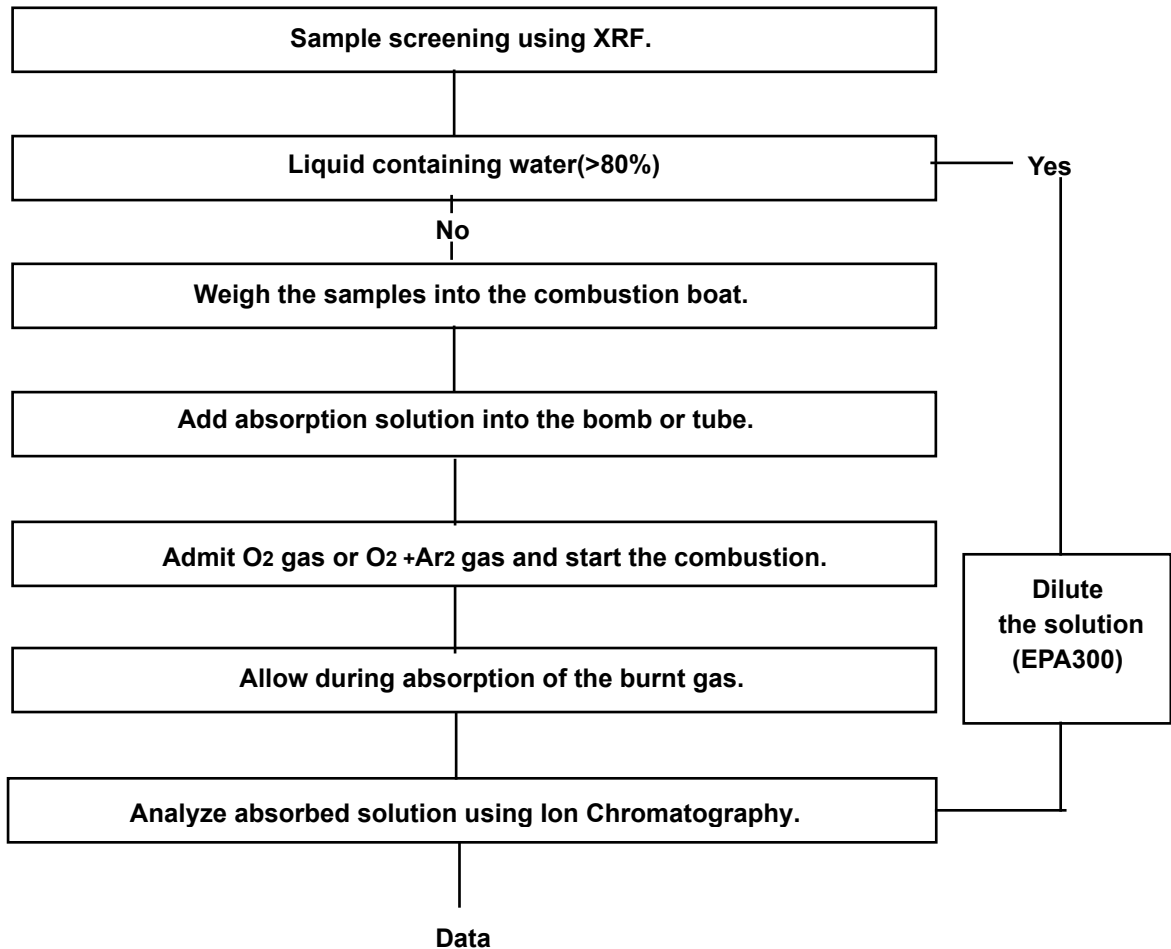 Sample screening using XRF.
Liquid containing water(>80%)
Yes
No
Weigh the samples into the combustion boat.
Add absorption solution into the bomb or tube.
Admit O2 gas or O2 +Ar2 gas and start the combustion.
Dilute
the solution
(EPA300)
Allow during absorption of the burnt gas.
Analyze absorbed solution using Ion Chromatography.
Data